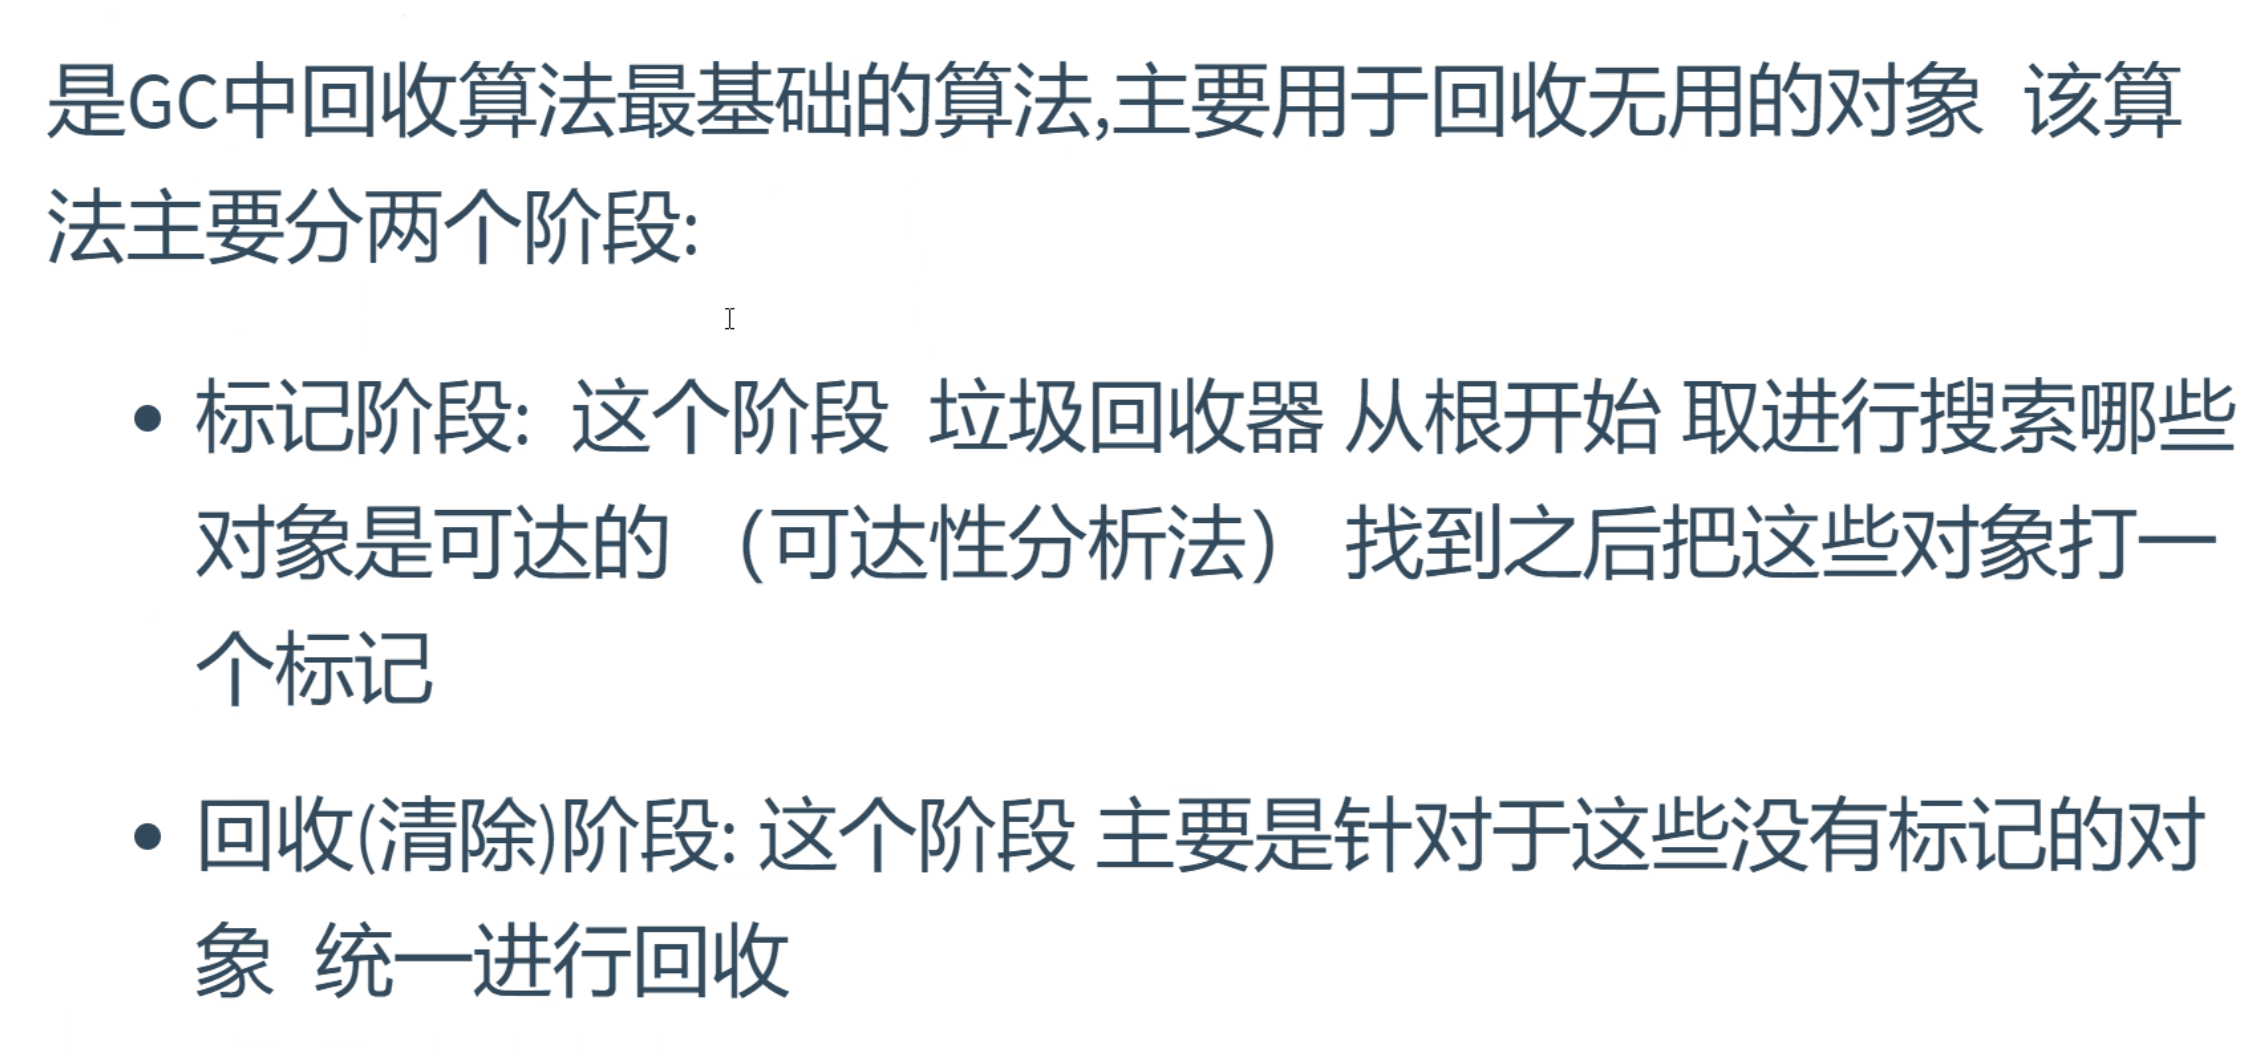 是GC中回收算法最基础的算法,主要用于回收无用的对象  该算
法主要分两个阶段:
• 标记阶段:  这个阶段  垃圾回收器 从根开始 取进行搜索哪些
对象是可达的 （可达性分析法） 找到之后把这些对象打一
个标记
• 回收(清除)阶段: 这个阶段 主要是针对于这些没有标记的对
象  统一进行回收